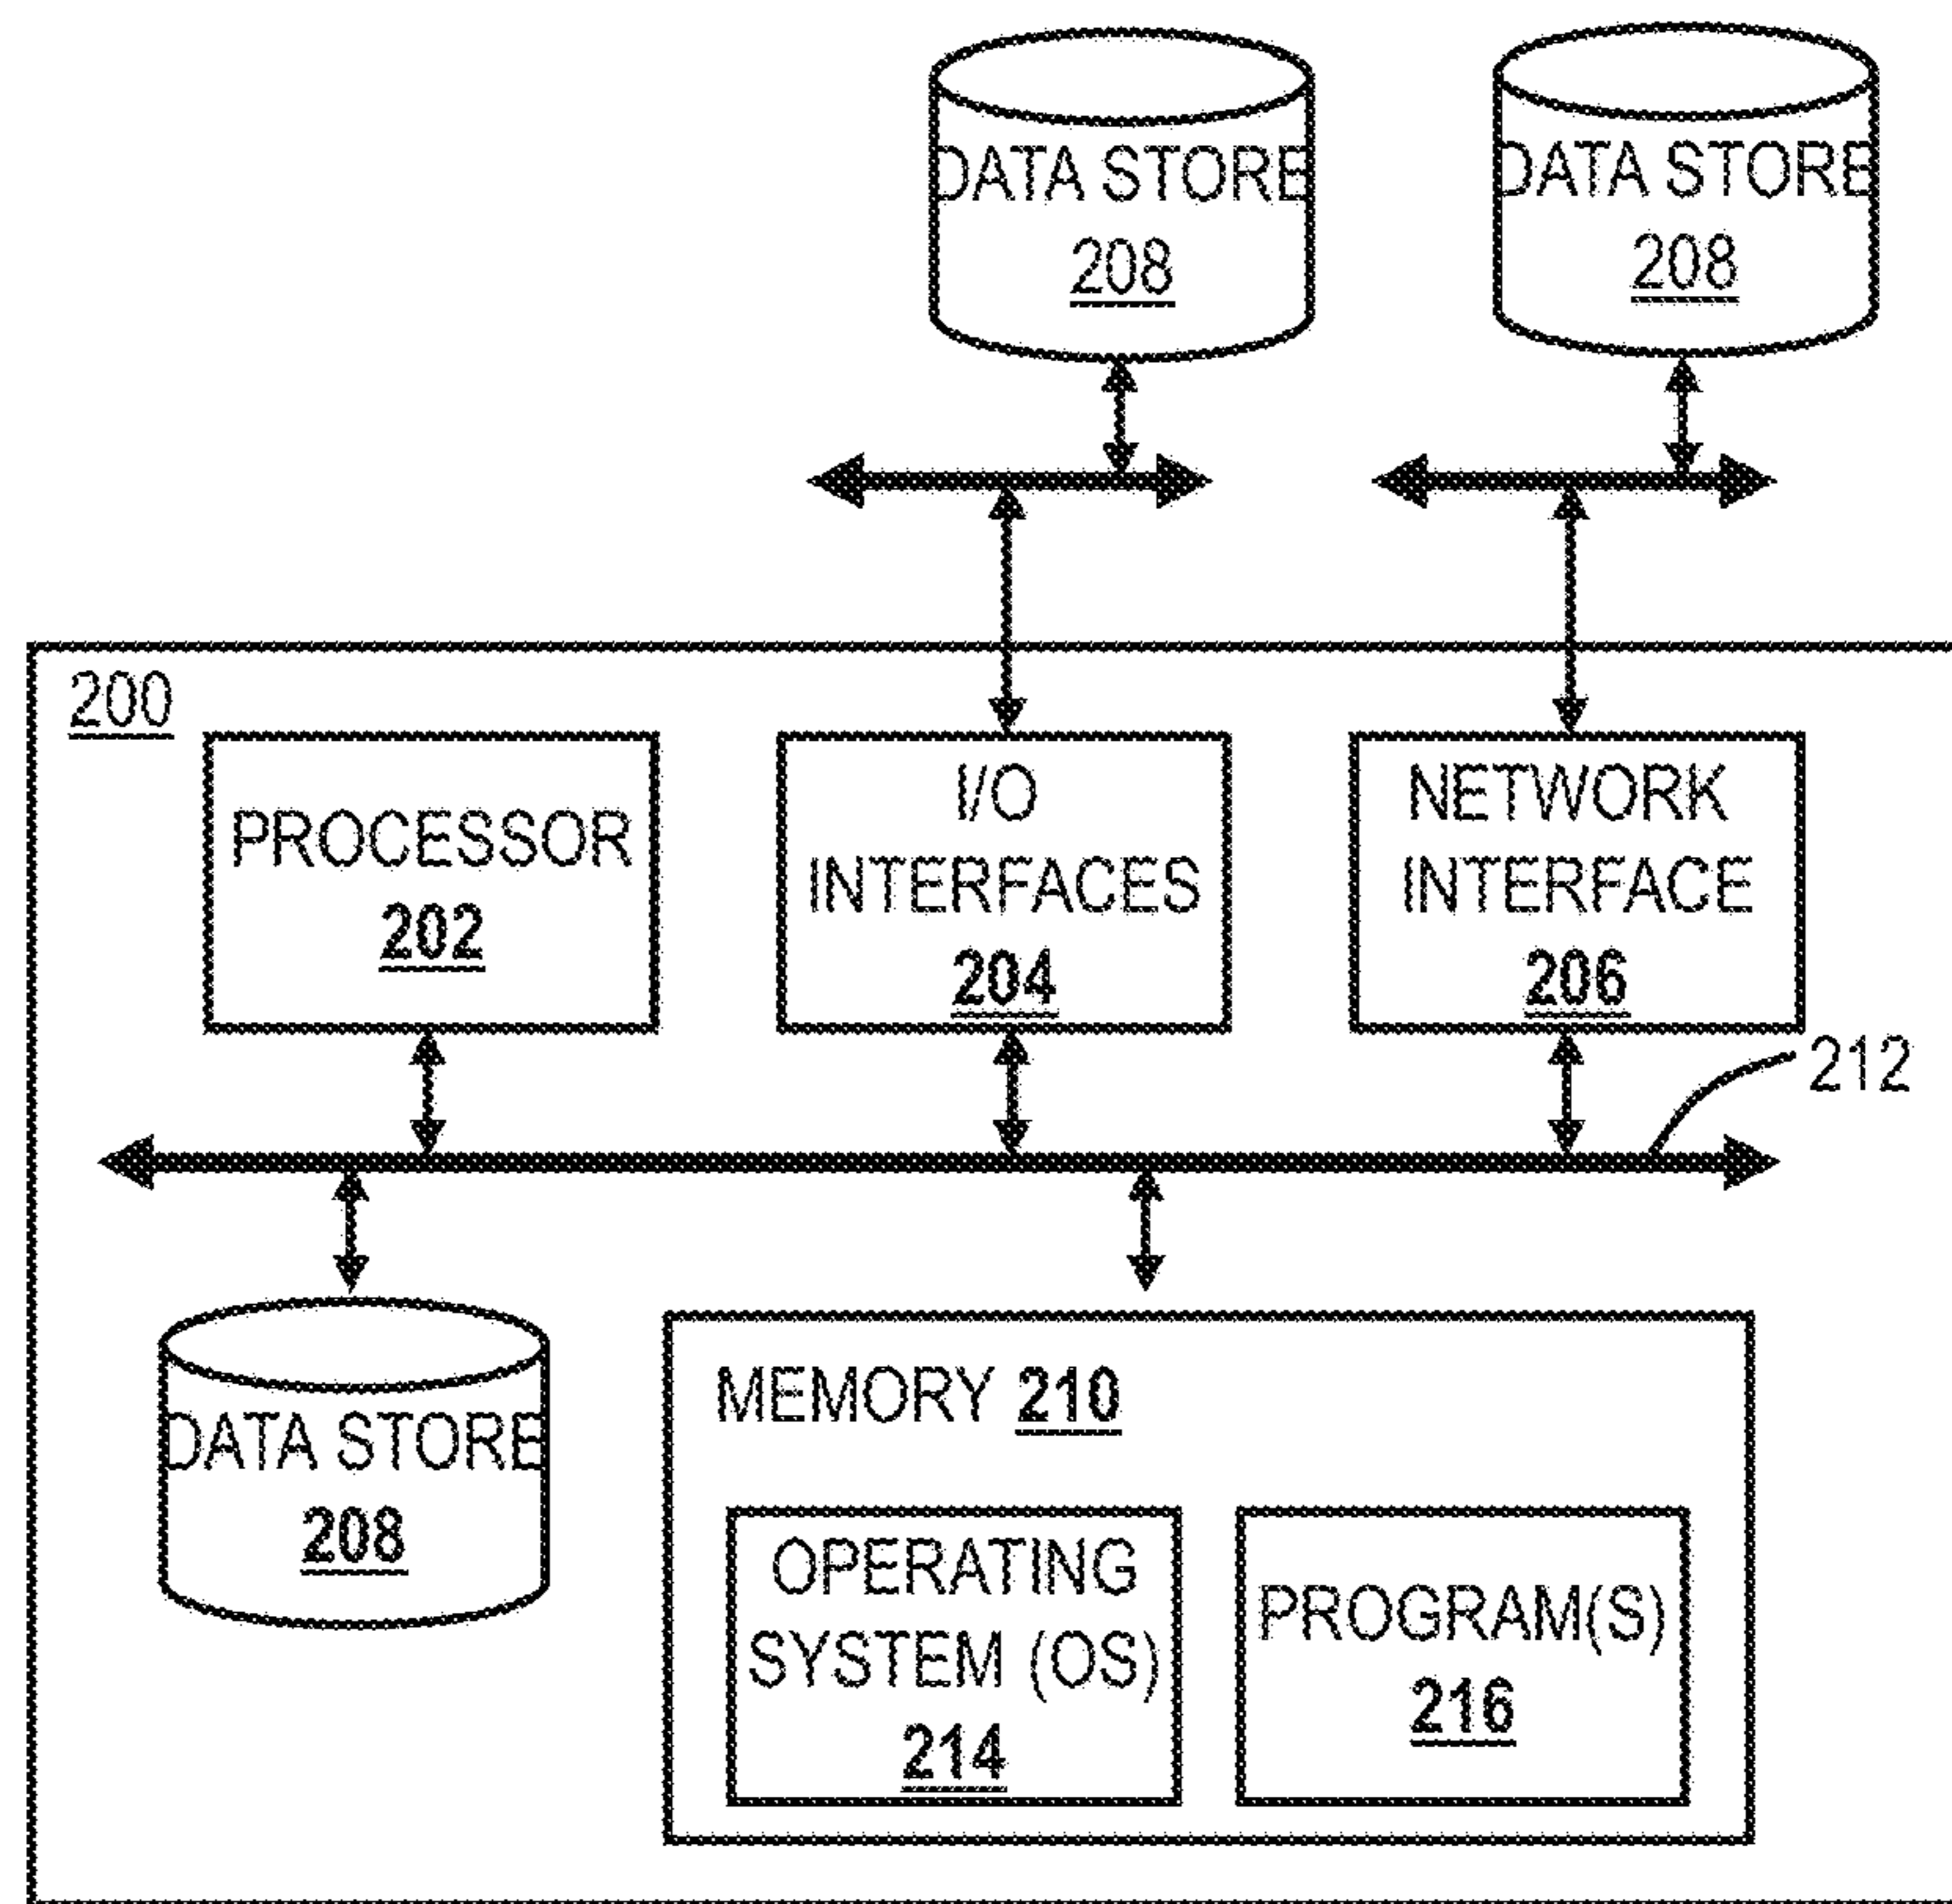 DATA STORE
208
DATA STORE
208
200
PROCESSOR
202
I/O
INTERFACES
204
NETWORK
INTERFACE
206
212
DATA STORE
208
MEMORY 210
OPERATING
SYSTEM (OS)
214
PROGRAM(S)
216